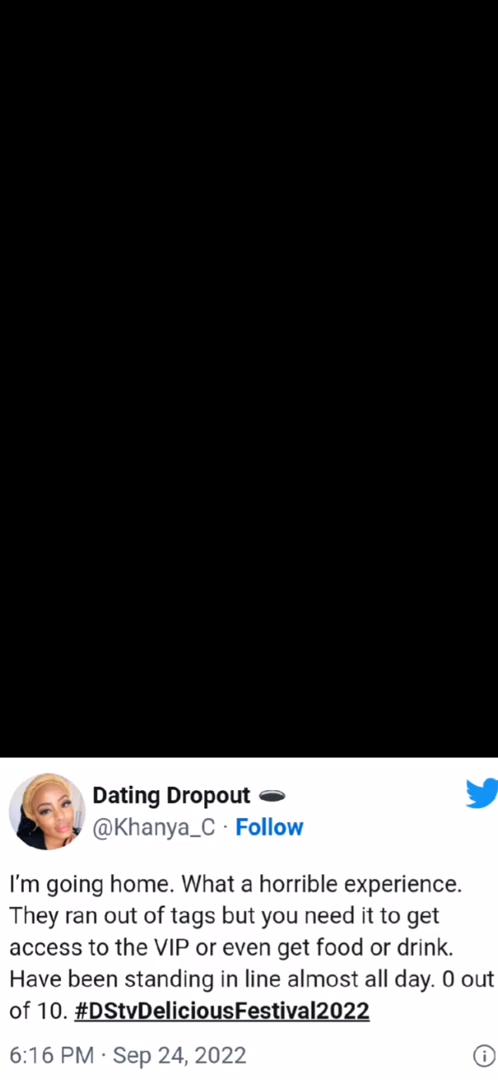 Dating Dropout 🕳️
@Khanya_C · Follow
I'm going home. What a horrible experience.
They ran out of tags but you need it to get
access to the VIP or even get food or drink.
Have been standing in line almost all day. 0 out
of 10. #DStvDeliciousFestival2022
6:16 PM · Sep 24, 2022